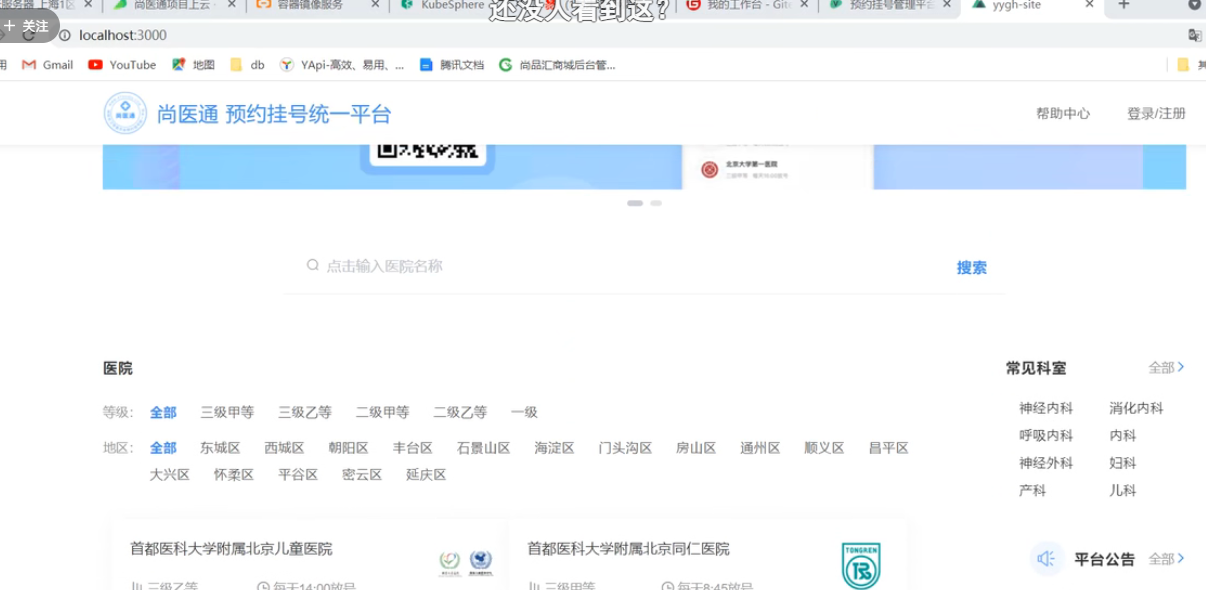 服务器 上海1区
尚医通项目上云
容器镜像服务
KubeSphere
我的工作台 - Git
预约挂号管理平台
yygh-site
还没人看到这？
+ 关注
localhost:3000
用
Gmail
YouTube
地图
db
YApi-高效、易用、...
腾讯文档
尚品汇商城后台管...
尚医通 预约挂号统一平台
帮助中心
登录/注册
北京大学第一医院
点击输入医院名称
搜索
医院
常见科室
全部
等级： 全部 三级甲等 三级乙等 二级甲等 二级乙等 一级
神经内科 消化内科
呼吸内科 内科
地区： 全部 东城区 西城区 朝阳区 丰台区 石景山区 海淀区 门头沟区 房山区 通州区 顺义区 昌平区
神经外科 妇科
大兴区 怀柔区 平谷区 密云区 延庆区
产科 儿科
首都医科大学附属北京儿童医院
首都医科大学附属北京同仁医院
TONGREN
平台公告 全部
三级乙等 每天14:00放号
三级甲等 每天8:45放号